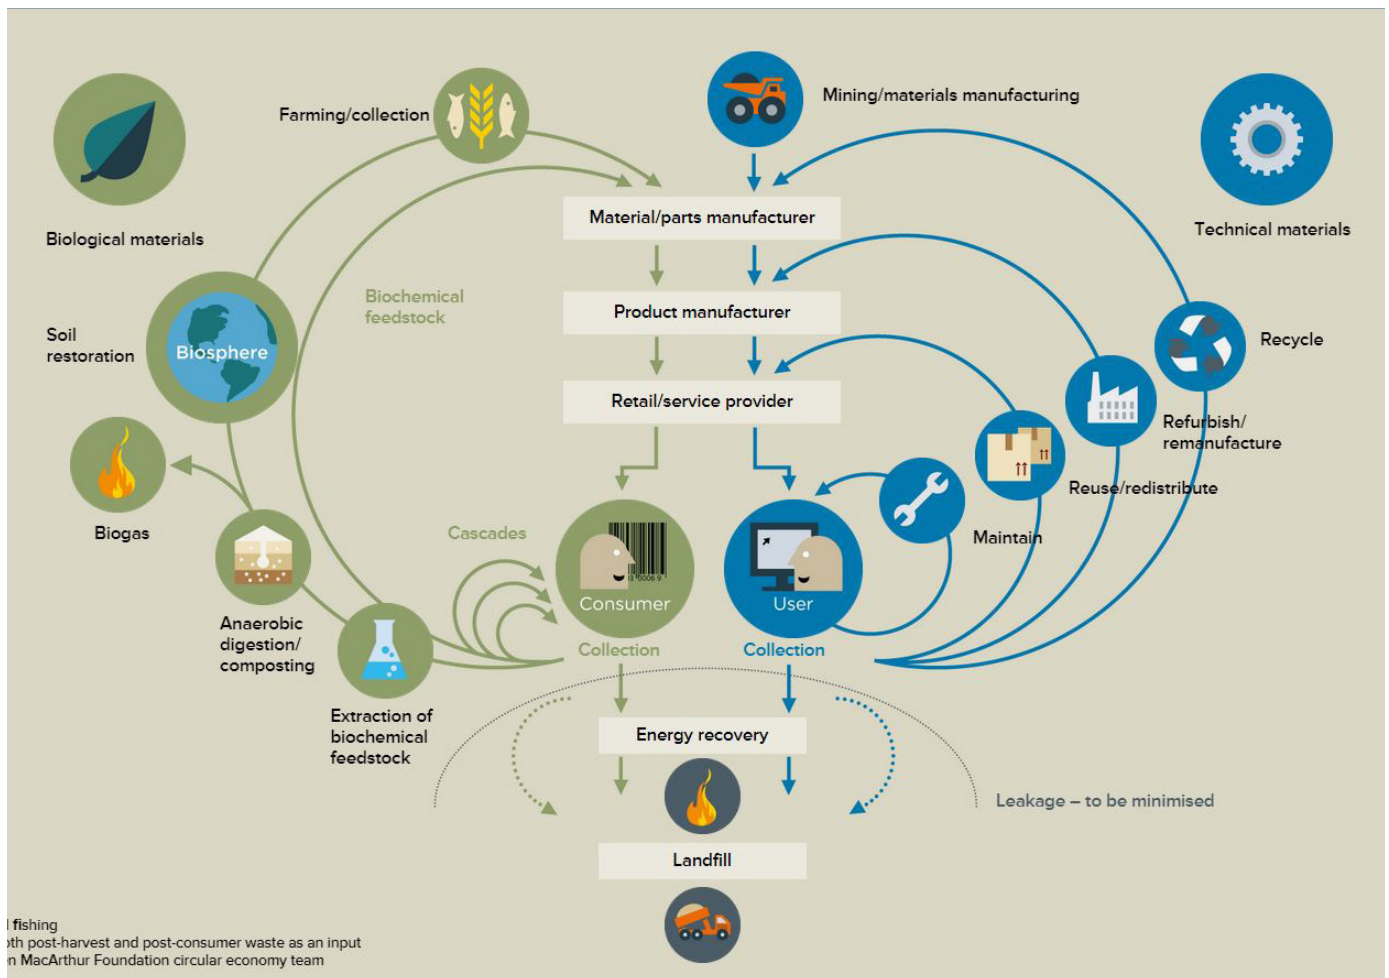 Farming/collection
Mining/materials manufacturing
Biological materials
Technical materials
Material/parts manufacturer
Biochemical
feedstock
Product manufacturer
Soil
restoration
Biosphere
Recycle
Retail/service provider
Refurbish/
remanufacture
Reuse/redistribute
Biogas
Cascades
Maintain
Consumer
User
Anaerobic
digestion/
composting
Collection
Collection
Extraction of
biochemical
feedstock
Energy recovery
Leakage – to be minimised
Landfill
fishing
post-harvest and post-consumer waste as an input
MacArthur Foundation circular economy team